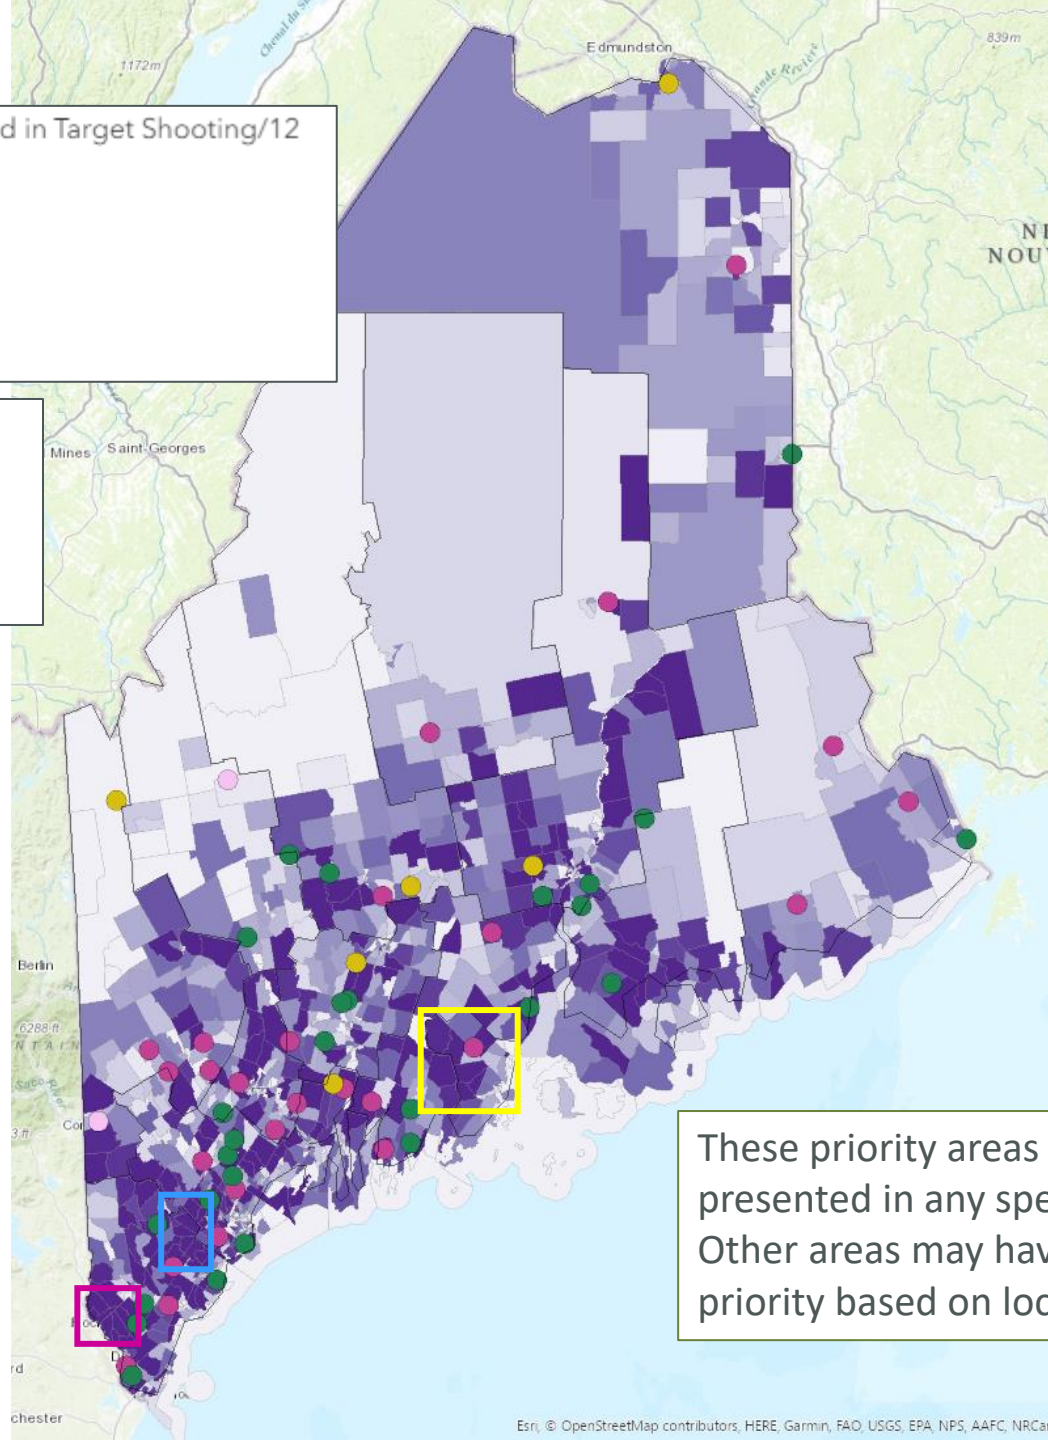 Edmundston
839m
1172m
d in Target Shooting/12
NOU
Mines
Saint-Georges
Berlin
6288 ft
3 ft
These priority areas
presented in any spe
Other areas may hav
priority based on loc
rd
chester
Esri, © OpenStreetMap contributors, HERE, Garmin, FAO, USGS, EPA, NPS, AAFC, NRCa